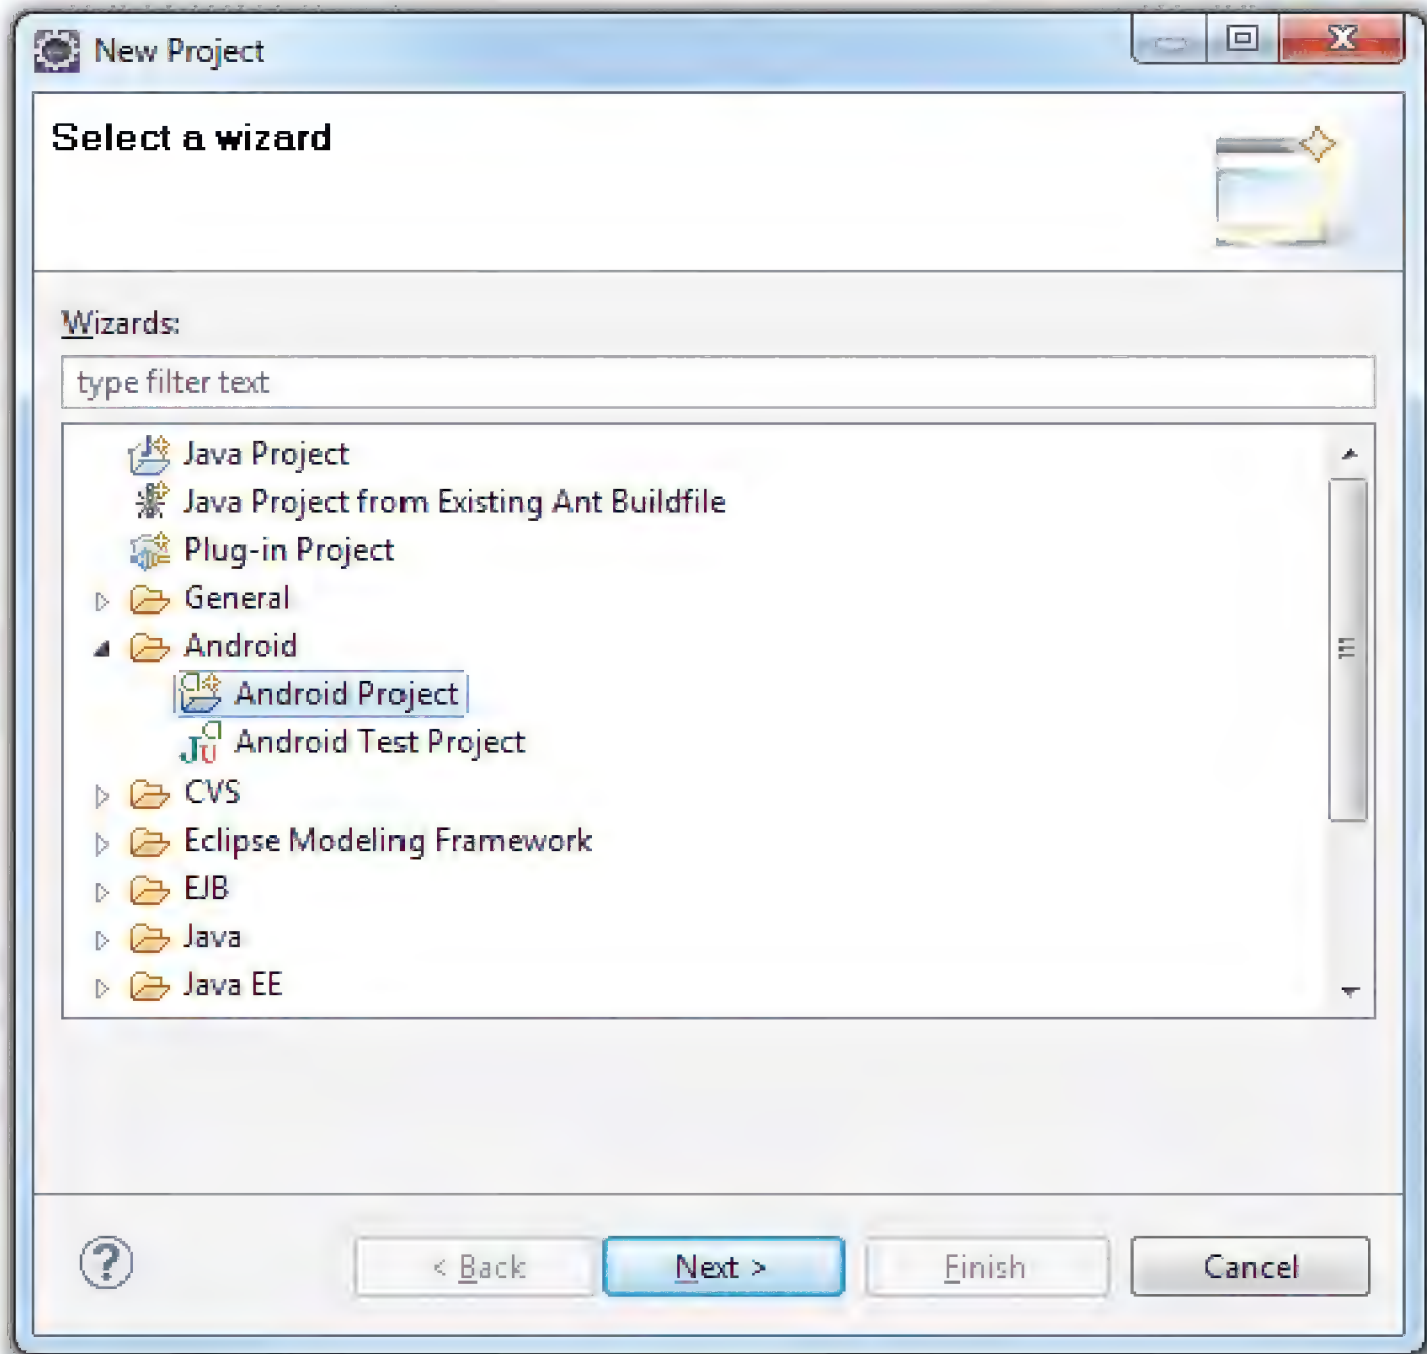 New Project
Select a wizard
Wizards:
type filter text
Java Project
Java Project from Existing Ant Buildfile
Plug-in Project
General
Android
Android Project
Android Test Project
CVS
Eclipse Modeling Framework
EJB
Java
Java EE
< Back Next > Finish Cancel